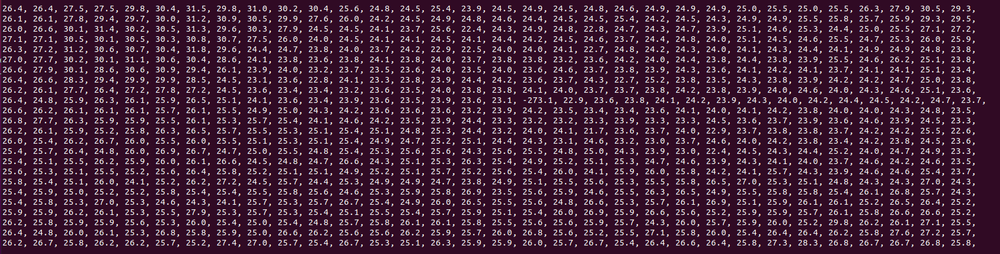 26.4, 26.4, 27.5, 27.5, 29.8, 30.4, 31.5, 29.8, 31.0, 30.2, 30.4, 25.6, 24.8, 24.5, 25.4, 23.9, 24.5, 24.9, 24.5, 24.8, 24.6, 24.9, 24.9, 24.9, 25.0, 25.5, 25.0, 25.5, 26.3, 27.9, 30.5, 29.3,
26.1, 26.1, 27.8, 29.4, 29.7, 30.0, 31.2, 30.9, 30.5, 29.9, 27.6, 26.0, 24.2, 24.5, 24.9, 24.8, 24.6, 24.4, 24.5, 24.5, 25.4, 24.2, 24.5, 24.3, 24.9, 24.9, 25.5, 25.8, 25.7, 25.9, 29.3, 29.5,
26.0, 26.6, 30.1, 31.4, 30.2, 30.5, 31.3, 29.6, 30.3, 27.9, 24.5, 24.5, 24.1, 23.7, 25.6, 22.4, 24.3, 24.9, 24.8, 22.8, 24.7, 24.3, 24.7, 23.9, 25.1, 24.6, 25.3, 24.4, 25.0, 25.5, 27.1, 27.2,
27.1, 27.1, 30.5, 30.1, 30.5, 30.3, 30.8, 30.7, 27.5, 26.0, 24.0, 24.5, 24.1, 24.1, 24.5, 24.1, 24.4, 24.2, 24.5, 24.6, 23.7, 24.4, 24.8, 24.0, 25.1, 24.5, 24.6, 25.5, 24.7, 25.3, 26.0, 25.9,
26.3, 27.2, 31.2, 30.6, 30.7, 30.4, 31.8, 29.6, 24.4, 24.7, 23.8, 24.0, 23.7, 24.2, 22.9, 22.5, 24.0, 24.0, 24.1, 22.7, 24.8, 24.2, 24.3, 24.0, 24.1, 24.3, 24.4, 24.1, 24.9, 24.9, 24.8, 23.8,
27.0, 27.7, 30.2, 30.1, 31.1, 30.6, 30.4, 28.6, 24.1, 23.8, 23.6, 23.8, 24.1, 23.8, 24.0, 23.7, 23.8, 23.8, 23.2, 23.6, 24.2, 24.0, 24.4, 23.8, 24.4, 23.8, 23.9, 25.5, 24.6, 26.2, 25.1, 23.8,
26.6, 27.9, 30.1, 28.6, 30.6, 30.9, 29.4, 26.1, 23.9, 24.0, 23.2, 23.7, 23.5, 23.6, 24.0, 23.5, 24.0, 23.6, 24.6, 23.7, 23.8, 23.9, 24.3, 23.6, 24.1, 24.2, 24.1, 23.7, 24.1, 24.1, 25.1, 23.4,
26.4, 26.6, 28.3, 29.4, 29.9, 29.9, 28.5, 24.5, 23.1, 23.6, 22.8, 24.1, 23.3, 23.8, 23.9, 24.4, 24.2, 23.6, 23.7, 24.3, 22.7, 25.2, 23.8, 23.5, 24.3, 23.8, 23.9, 24.2, 24.2, 24.7, 25.0, 23.8,
26.2, 26.1, 27.7, 26.4, 27.2, 27.8, 27.2, 24.5, 23.6, 23.4, 23.4, 23.2, 23.6, 23.5, 24.0, 23.8, 23.8, 24.1, 24.0, 23.7, 23.7, 23.8, 24.2, 23.8, 23.9, 24.0, 24.6, 24.0, 24.3, 24.6, 25.1, 23.6,
26.4, 24.8, 25.9, 26.3, 26.1, 25.9, 26.5, 25.1, 24.1, 23.6, 23.4, 23.9, 23.6, 23.5, 23.9, 23.6, 23.1, -273.1, 22.9, 23.6, 23.8, 24.1, 24.2, 23.9, 24.3, 24.0, 24.2, 24.4, 24.5, 24.2, 24.7, 23.7,
26.6, 26.2, 26.1, 26.1, 26.1, 25.7, 26.1, 25.5, 24.9, 25.0, 24.3, 24.2, 23.6, 23.6, 23.6, 23.2, 23.9, 24.2, 23.5, 23.4, 23.4, 23.6, 24.1, 24.0, 24.1, 24.2, 23.8, 24.0, 24.0, 24.3, 24.8, 23.5,
26.8, 27.7, 26.3, 25.9, 25.9, 25.5, 26.1, 25.3, 25.7, 25.4, 24.1, 24.6, 24.2, 23.5, 23.9, 24.4, 23.3, 23.2, 23.2, 23.3, 23.9, 23.3, 23.3, 24.5, 23.6, 23.7, 23.9, 23.6, 24.6, 23.9, 24.5, 23.3,
26.2, 26.1, 25.9, 25.2, 25.8, 26.3, 26.5, 25.7, 25.5, 25.3, 25.1, 25.4, 25.1, 24.8, 25.3, 24.4, 23.2, 24.0, 24.1, 21.7, 23.6, 23.7, 24.0, 22.9, 23.7, 23.8, 23.8, 23.7, 24.2, 24.2, 25.5, 22.6,
26.0, 25.4, 26.2, 26.7, 26.0, 25.5, 26.0, 25.5, 25.1, 25.3, 25.1, 25.4, 24.9, 24.7, 25.2, 25.1, 24.4, 24.3, 23.1, 24.6, 23.2, 23.0, 23.7, 24.6, 24.0, 24.2, 23.8, 23.4, 24.2, 23.8, 24.5, 23.6,
25.4, 25.7, 26.4, 24.8, 26.0, 26.9, 26.7, 24.7, 25.0, 25.5, 24.8, 25.4, 25.3, 25.6, 25.6, 24.3, 25.6, 25.5, 24.8, 25.0, 24.3, 23.9, 23.0, 22.4, 24.5, 24.3, 24.4, 25.2, 24.0, 24.7, 24.9, 23.3,
25.4, 25.1, 25.5, 26.2, 25.9, 26.0, 26.1, 26.6, 24.5, 24.8, 24.7, 26.6, 24.3, 25.1, 25.3, 26.3, 25.4, 24.9, 25.2, 25.1, 25.3, 24.7, 24.6, 23.9, 24.3, 24.1, 24.0, 23.7, 24.6, 24.2, 24.6, 23.5,
25.6, 25.3, 25.1, 25.5, 25.2, 25.6, 26.4, 25.8, 25.2, 25.1, 25.1, 24.9, 25.2, 25.1, 25.7, 25.2, 25.6, 25.4, 26.0, 24.1, 25.9, 26.0, 25.8, 24.2, 24.1, 25.7, 24.3, 23.9, 24.6, 24.6, 25.4, 23.7,
25.8, 25.4, 25.1, 26.0, 24.1, 25.2, 26.2, 27.2, 24.5, 25.7, 24.4, 25.3, 24.9, 24.9, 24.7, 23.8, 24.9, 25.1, 25.5, 25.6, 25.3, 25.5, 25.8, 26.5, 27.0, 25.3, 25.1, 24.8, 24.3, 24.3, 27.0, 24.3,
25.4, 25.9, 25.0, 25.2, 25.2, 25.8, 25.4, 25.4, 25.5, 25.8, 25.6, 24.6, 25.3, 25.9, 25.8, 26.9, 23.5, 25.6, 25.9, 24.6, 25.5, 26.3, 26.5, 24.9, 25.5, 25.8, 25.8, 25.4, 26.1, 26.8, 25.7, 24.3,
25.4, 25.8, 25.3, 27.0, 25.3, 24.6, 24.3, 24.1, 25.7, 25.3, 25.7, 26.7, 25.4, 24.9, 26.0, 26.5, 25.5, 25.6, 24.8, 26.6, 25.3, 25.7, 26.1, 26.9, 25.1, 25.9, 26.1, 26.1, 25.2, 26.5, 26.4, 25.2,
25.9, 25.9, 26.2, 26.1, 25.3, 25.5, 27.9, 25.3, 25.7, 25.3, 25.4, 25.1, 25.5, 25.4, 25.7, 25.9, 25.1, 25.4, 26.0, 26.9, 25.9, 26.6, 25.6, 25.2, 25.9, 25.9, 25.7, 26.1, 25.8, 26.6, 26.6, 25.2,
26.2, 25.8, 25.9, 25.9, 25.6, 25.3, 26.0, 25.4, 25.0, 25.4, 24.8, 25.7, 25.8, 26.1, 26.1, 25.8, 25.5, 25.6, 25.6, 25.9, 25.7, 24.3, 26.0, 25.7, 25.9, 26.0, 25.2, 29.8, 26.2, 26.1, 27.1, 25.5,
26.4, 24.8, 26.0, 26.1, 25.3, 26.8, 25.8, 25.9, 25.0, 26.6, 26.2, 25.6, 25.6, 26.2, 25.9, 25.7, 26.0, 26.8, 25.6, 25.2, 25.5, 27.1, 25.8, 26.0, 25.4, 26.4, 26.4, 26.2, 25.8, 27.6, 27.2, 25.7,
26.2, 26.7, 25.8, 26.2, 26.2, 25.7, 25.2, 27.4, 27.0, 25.7, 25.4, 26.7, 25.3, 25.1, 26.3, 25.9, 25.9, 26.0, 25.7, 26.7, 25.4, 26.4, 26.6, 26.4, 25.8, 27.3, 28.3, 26.8, 26.7, 26.7, 26.8, 25.8,